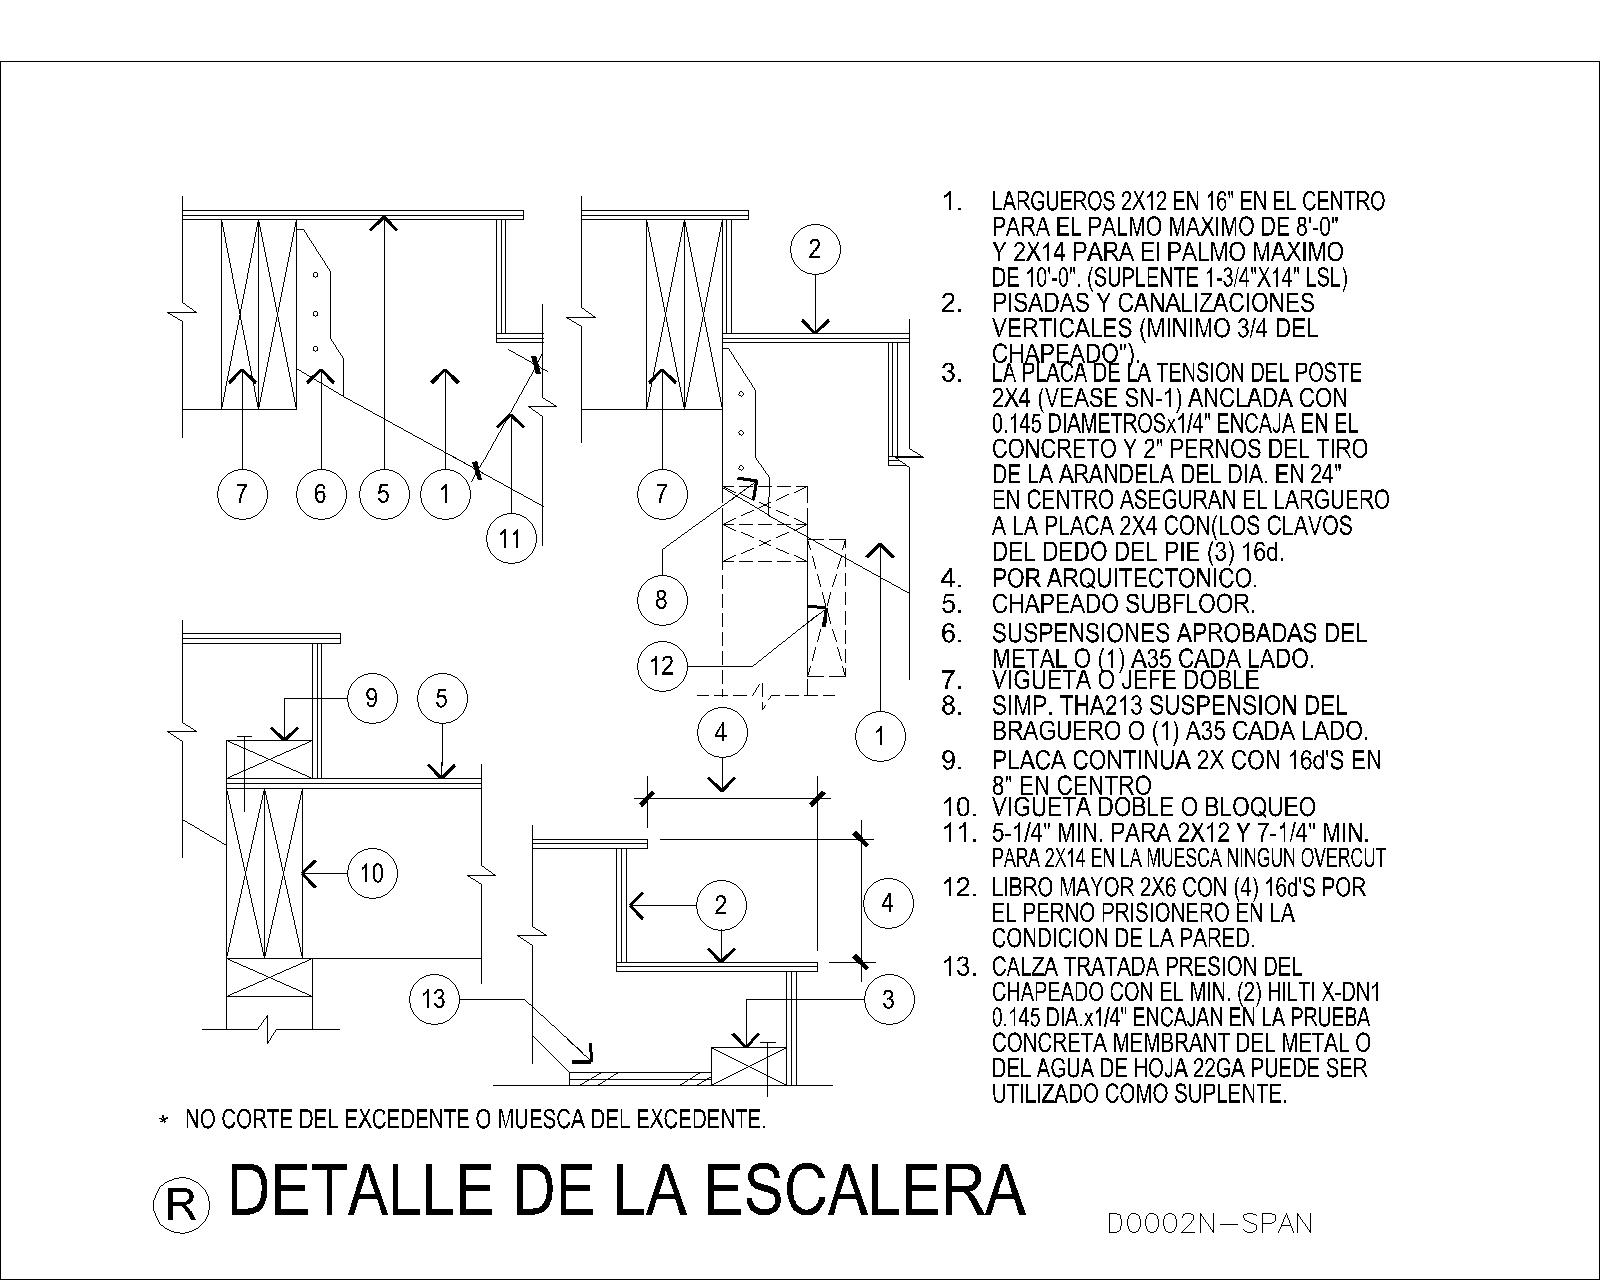 1. LARGUEROS 2X12 EN 16" EN EL CENTRO
PARA EL PALMO MAXIMO DE 8'-0"
Y 2X14 PARA El PALMO MAXIMO
DE 10'-0". (SUPLENTE 1-3/4"X14" LSL)
2. PISADAS Y CANALIZACIONES
VERTICALES (MINIMO 3/4 DEL
CHAPEADO").
3. LA PLACA DE LA TENSION DEL POSTE
2X4 (VEASE SN-1) ANCLADA CON
0.145 DIAMETROSx1/4" ENCAJA EN EL
CONCRETO Y 2" PERNOS DEL TIRO
DE LA ARANDELA DEL DIA. EN 24"
EN CENTRO ASEGURAN EL LARGUERO
A LA PLACA 2X4 CON(LOS CLAVOS
DEL DEDO DEL PIE (3) 16d.
4. POR ARQUITECTONICO.
5. CHAPEADO SUBFLOOR.
6. SUSPENSIONES APROBADAS DEL
METAL O (1) A35 CADA LADO.
7. VIGUETA O JEFE DOBLE
8. SIMP. THA213 SUSPENSION DEL
BRAGUERO O (1) A35 CADA LADO.
9. PLACA CONTINUA 2X CON 16d'S EN
8" EN CENTRO
10. VIGUETA DOBLE O BLOQUEO
11. 5-1/4" MIN. PARA 2X12 Y 7-1/4" MIN.
PARA 2X14 EN LA MUESCA NINGUN OVERCUT
12. LIBRO MAYOR 2X6 CON (4) 16d'S POR
EL PERNO PRISIONERO EN LA
CONDICION DE LA PARED.
13. CALZA TRATADA PRESION DEL
CHAPEADO CON EL MIN. (2) HILTI X-DN1
0.145 DIA.x1/4" ENCAJAN EN LA PRUEBA
CONCRETA MEMBRANT DEL METAL O
DEL AGUA DE HOJA 22GA PUEDE SER
UTILIZADO COMO SUPLENTE.
2
7
6
5
1
11
7
8
12
9
5
4
1
10
2
4
13
3
* NO CORTE DEL EXCEDENTE O MUESCA DEL EXCEDENTE.
R DETALLE DE LA ESCALERA
D0002N-SPAN